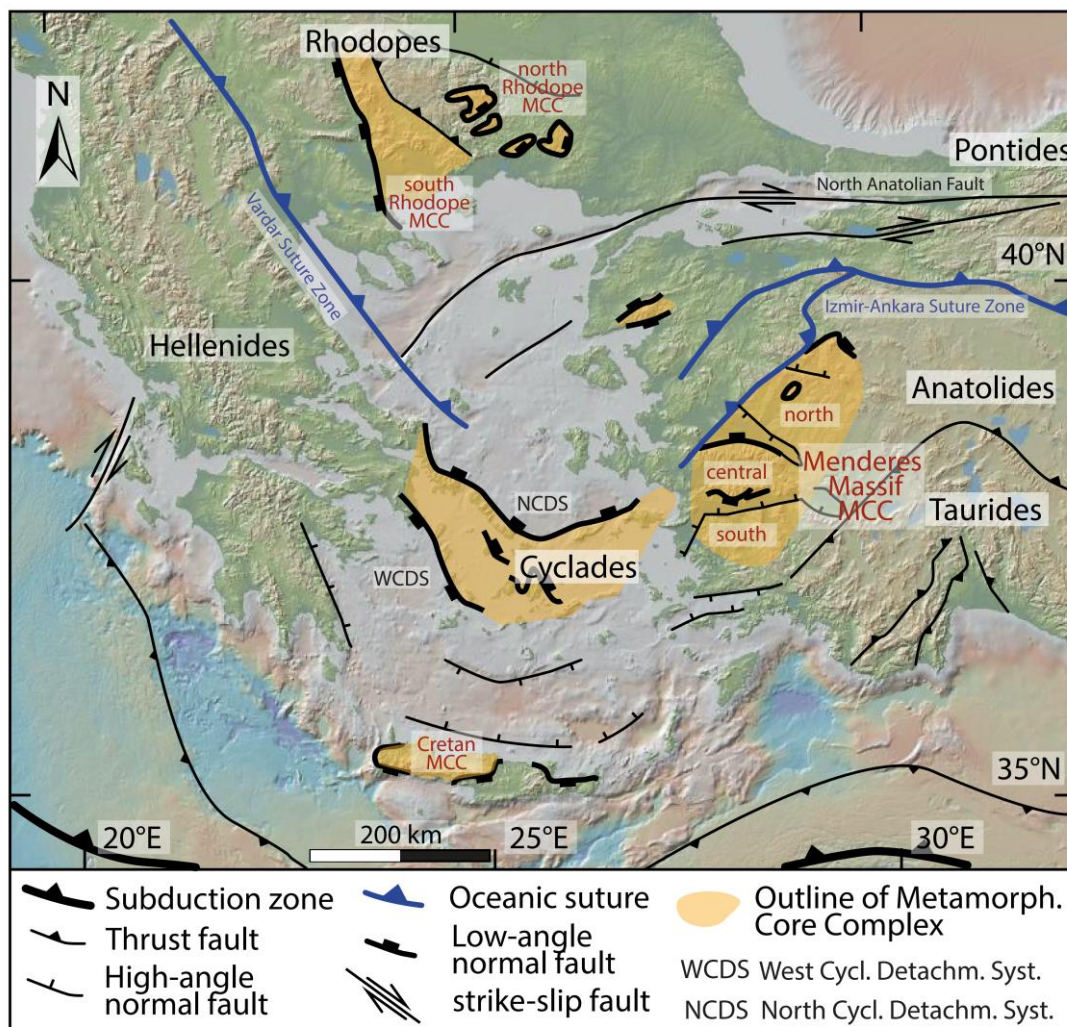 Rhodopes
N
north
Rhodope
MCC
south
Rhodope
MCC
Pontides
North Anatolian Fault
Vardar Suture Zone
40°N
Izmir-Ankara Suture Zone
Hellenides
Anatolides
north
central
Menderes
Massif
MCC
south
Taurides
NCDS
Cyclades
WCDS
Cretan
MCC
35°N
20°E
200 km
25°E
30°E
Subduction zone
Thrust fault
High-angle
normal fault
Oceanic suture
Low-angle
normal fault
strike-slip fault
Outline of Metamorph.
Core Complex
WCDS West Cycl. Detachm. Syst.
NCDS North Cycl. Detachm. Syst.